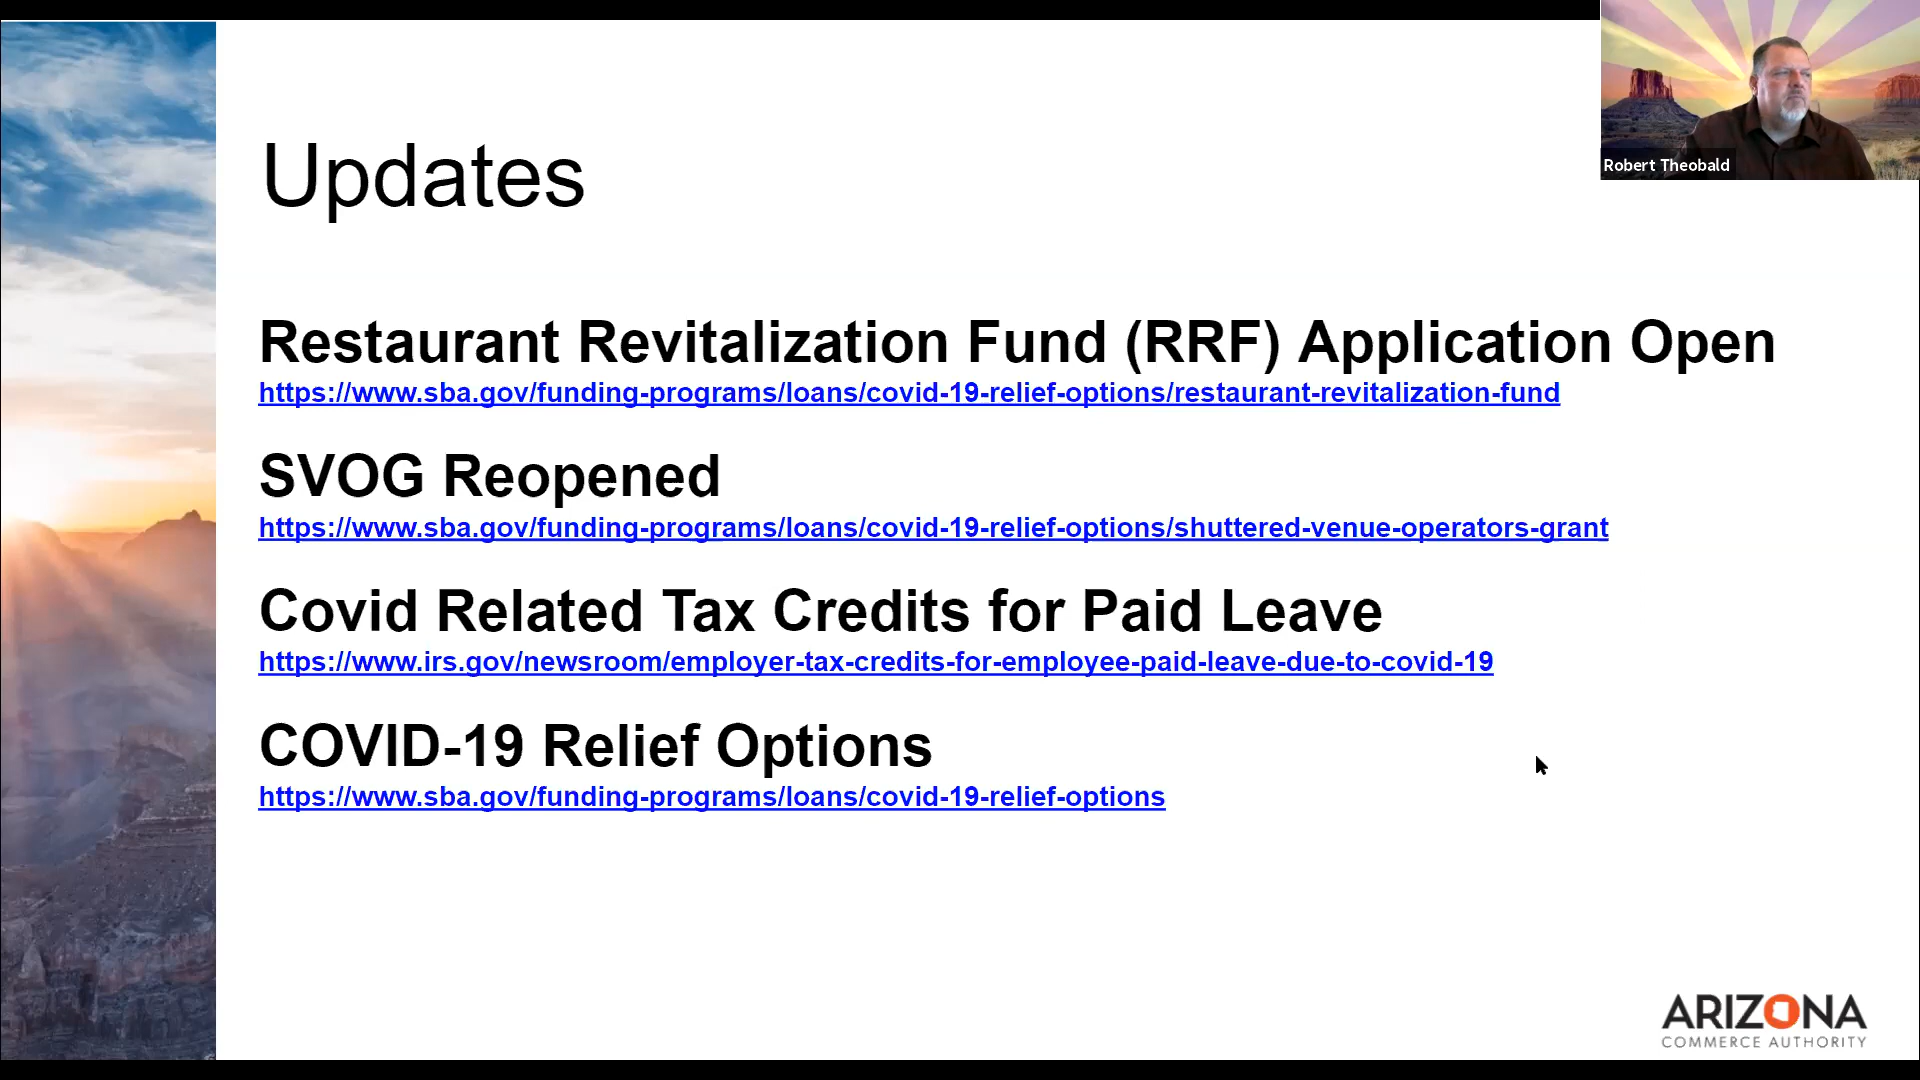 Updates
Robert Theobald
Restaurant Revitalization Fund (RRF) Application Open
https://www.sba.gov/funding-programs/loans/covid-19-relief-options/restaurant-revitalization-fund
SVOG Reopened
https://www.sba.gov/funding-programs/loans/covid-19-relief-options/shuttered-venue-operators-grant
Covid Related Tax Credits for Paid Leave
https://www.irs.gov/newsroom/employer-tax-credits-for-employee-paid-leave-due-to-covid-19
COVID-19 Relief Options
https://www.sba.gov/funding-programs/loans/covid-19-relief-options
ARIZONA
COMMERCE AUTHORITY